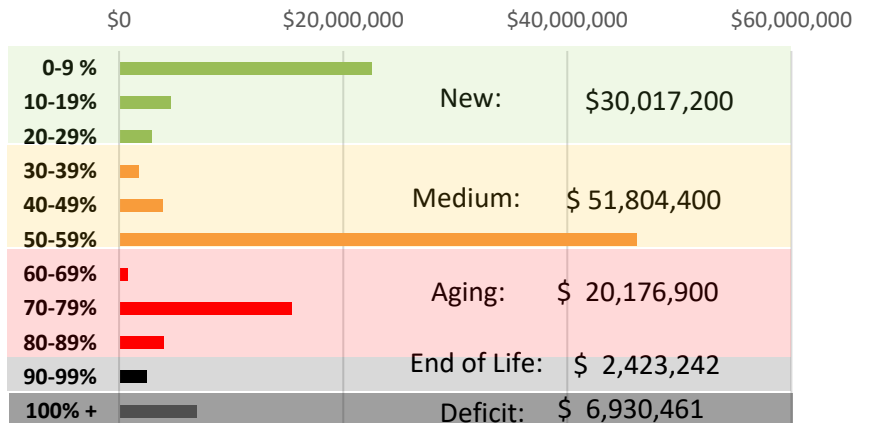 $0 $20,000,000 $40,000,000 $60,000,000
0-9 %
10-19%
New: $30,017,200
20-29%
30-39%
40-49%
Medium: $ 51,804,400
50-59%
60-69%
Aging: $ 20,176,900
70-79%
80-89%
End of Life: $ 2,423,242
90-99%
100% +
Deficit: $ 6,930,461